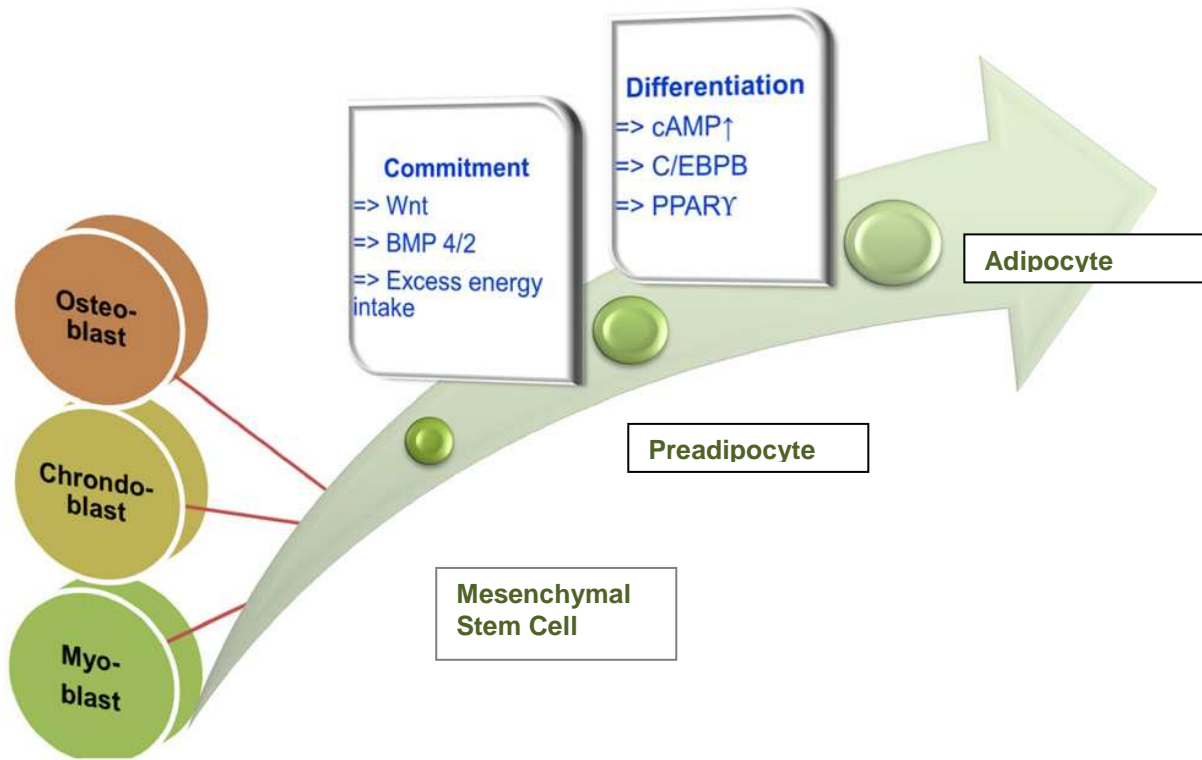 Differentiation
=> cAMP↑
=> C/EBPB
=> PPARϒ
Commitment
=> Wnt
=> BMP 4/2
=> Excess energy
intake
Adipocyte
Osteo-
blast
Preadipocyte
Chrondo-
blast
Mesenchymal
Stem Cell
Myo-
blast